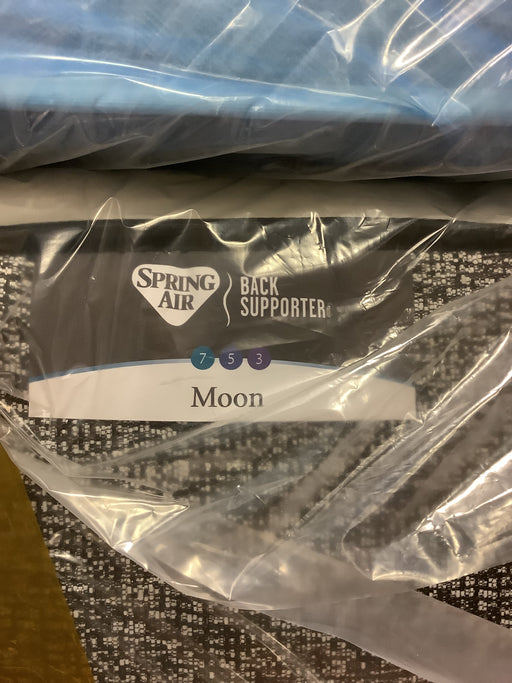 SPRING
AIR
BACK
SUPPORTER
7 5 3
Moon